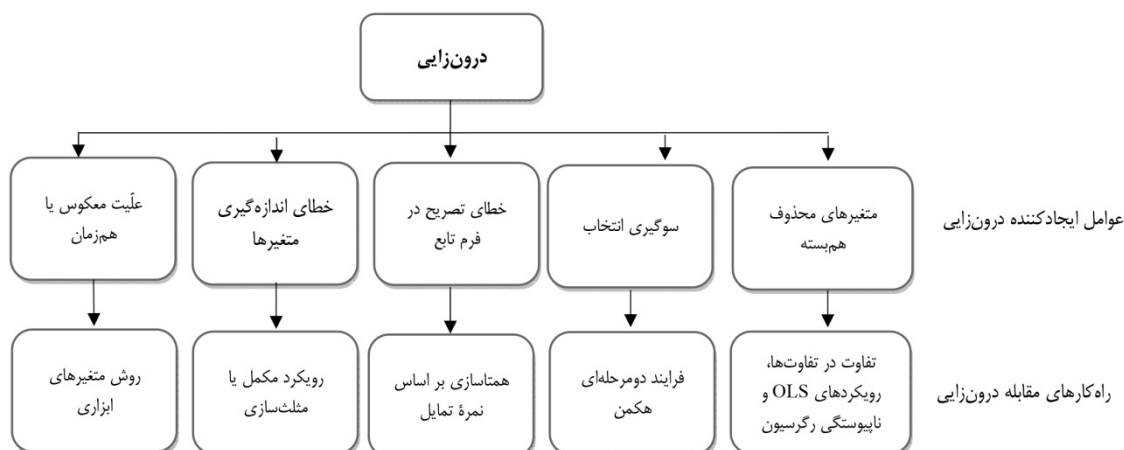 درون‌زایی
عوامل ایجادکننده درون‌زایی
متغیرهای محذوف
هم‌بسته
سوگیری انتخاب
خطای تصریح در
فرم تابع
خطای اندازه‌گیری
متغیرها
علّیت معکوس یا
هم‌زمان
راه‌کارهای مقابله درون‌زایی
تفاوت در تفاوت‌ها،
رویکردهای OLS و
ناپیوستگی رگرسیون
فرایند دومرحله‌ای
هکمن
همتاسازی بر اساس
نمرۀ تمایل
رویکرد مکمل یا
مثلث‌سازی
روش متغیرهای
ابزاری